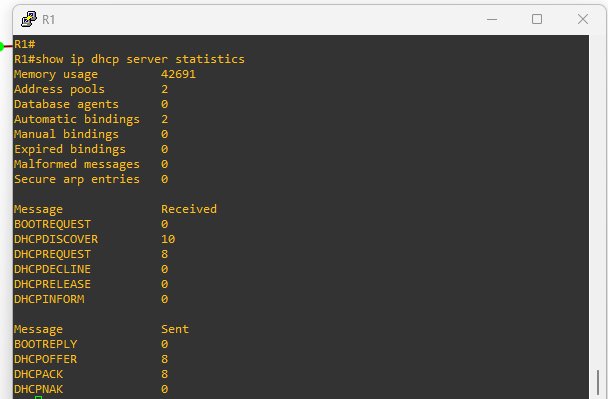 R1
R1#
R1#show ip dhcp server statistics
Memory usage 42691
Address pools 2
Database agents 0
Automatic bindings 2
Manual bindings 0
Expired bindings 0
Malformed messages 0
Secure arp entries 0
Message Received
BOOTREQUEST 0
DHCPDISCOVER 10
DHCPREQUEST 8
DHCPDECLINE 0
DHCPRELEASE 0
DHCPINFORM 0
Message Sent
BOOTREPLY 0
DHCPOFFER 8
DHCPACK 8
DHCPNAK 0